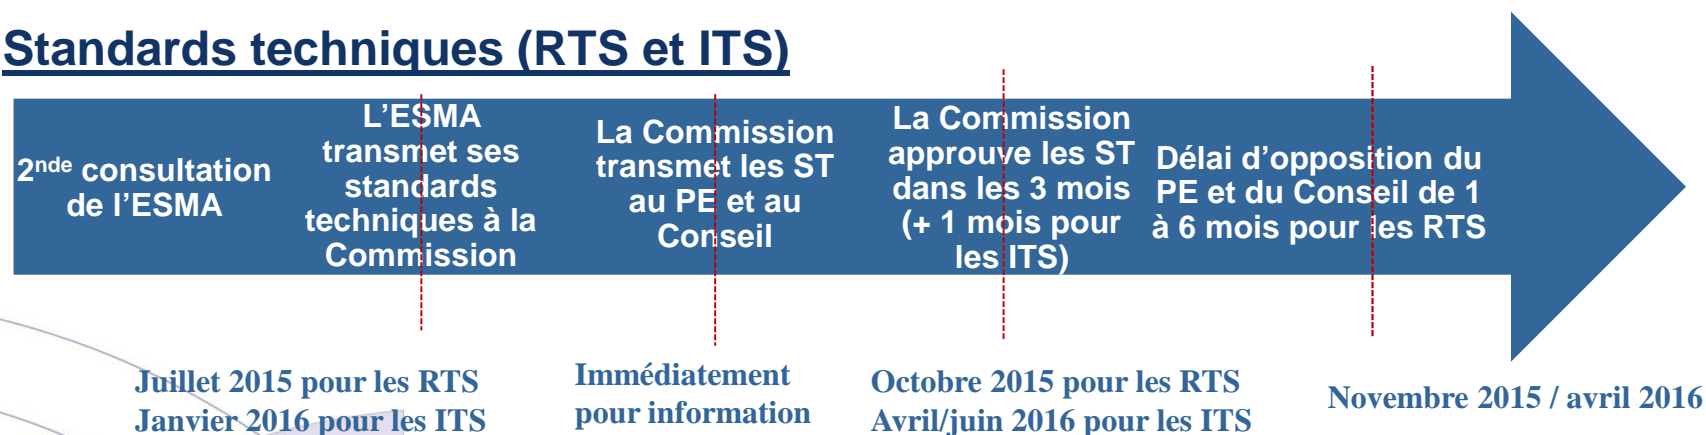 Standards techniques (RTS et ITS)
2nde consultation
de l’ESMA
L’ESMA
transmet ses
standards
techniques à la
Commission
La Commission
transmet les ST
au PE et au
Conseil
La Commission
approuve les ST
dans les 3 mois
(+ 1 mois pour
les ITS)
Délai d’opposition du
PE et du Conseil de 1
à 6 mois pour les RTS
Juillet 2015 pour les RTS
Janvier 2016 pour les ITS
Immédiatement
pour information
Octobre 2015 pour les RTS
Avril/juin 2016 pour les ITS
Novembre 2015 / avril 2016